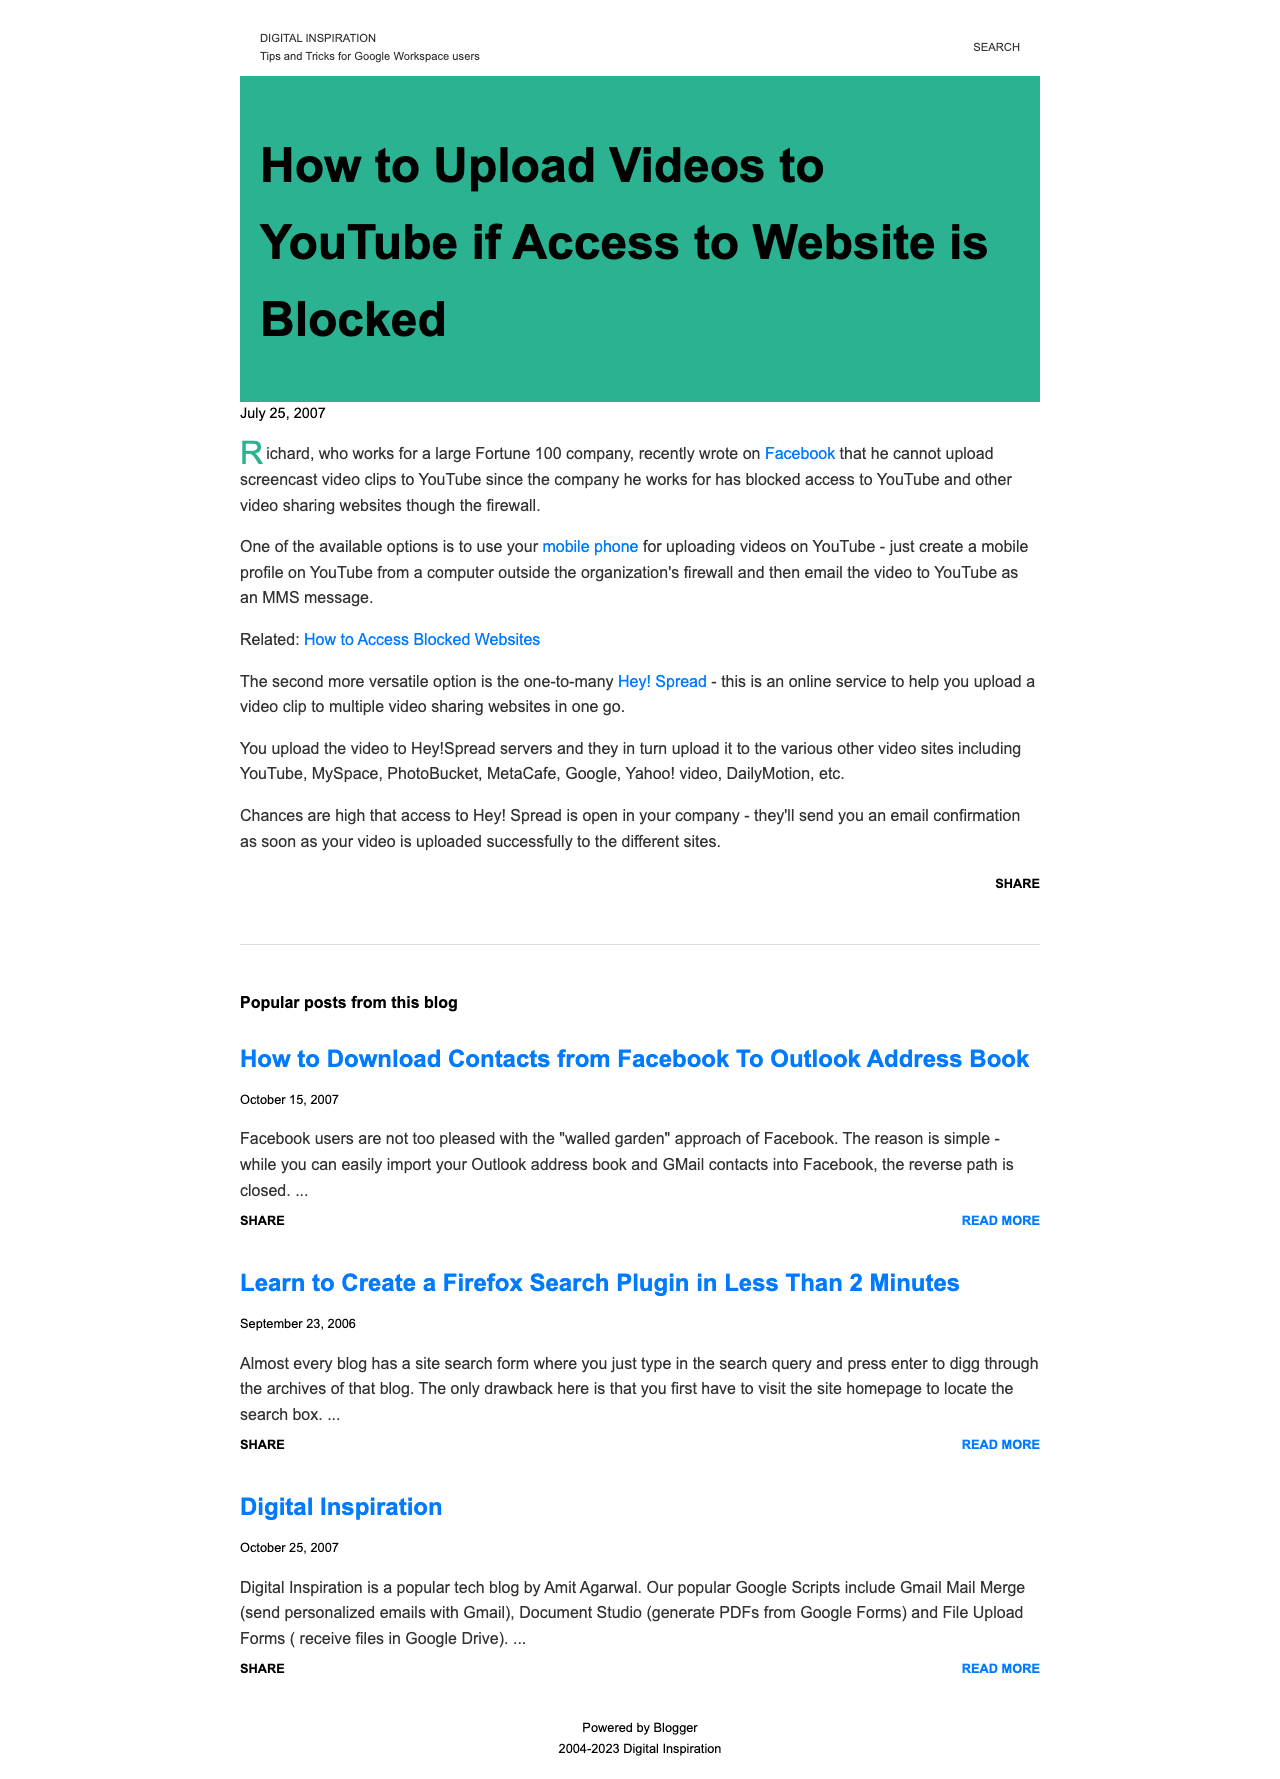 DIGITAL INSPIRATION
Tips and Tricks for Google Workspace users
SEARCH
How to Upload Videos to
YouTube if Access to Website is
Blocked
July 25, 2007
Richard, who works for a large Fortune 100 company, recently wrote on Facebook that he cannot upload
screencast video clips to YouTube since the company he works for has blocked access to YouTube and other
video sharing websites though the firewall.
One of the available options is to use your mobile phone for uploading videos on YouTube - just create a mobile
profile on YouTube from a computer outside the organization's firewall and then email the video to YouTube as
an MMS message.
Related: How to Access Blocked Websites
The second more versatile option is the one-to-many Hey! Spread - this is an online service to help you upload a
video clip to multiple video sharing websites in one go.
You upload the video to Hey!Spread servers and they in turn upload it to the various other video sites including
YouTube, MySpace, PhotoBucket, MetaCafe, Google, Yahoo! video, DailyMotion, etc.
Chances are high that access to Hey! Spread is open in your company - they'll send you an email confirmation
as soon as your video is uploaded successfully to the different sites.
SHARE
Popular posts from this blog
How to Download Contacts from Facebook To Outlook Address Book
October 15, 2007
Facebook users are not too pleased with the "walled garden" approach of Facebook. The reason is simple -
while you can easily import your Outlook address book and GMail contacts into Facebook, the reverse path is
closed. ...
SHARE READ MORE
Learn to Create a Firefox Search Plugin in Less Than 2 Minutes
September 23, 2006
Almost every blog has a site search form where you just type in the search query and press enter to digg through
the archives of that blog. The only drawback here is that you first have to visit the site homepage to locate the
search box. ...
SHARE READ MORE
Digital Inspiration
October 25, 2007
Digital Inspiration is a popular tech blog by Amit Agarwal. Our popular Google Scripts include Gmail Mail Merge
(send personalized emails with Gmail), Document Studio (generate PDFs from Google Forms) and File Upload
Forms ( receive files in Google Drive). ...
SHARE READ MORE
Powered by Blogger
2004-2023 Digital Inspiration